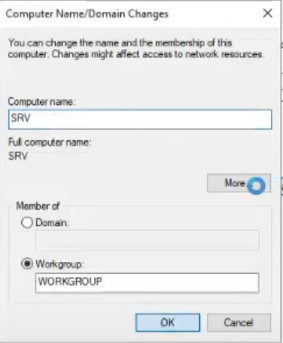 Computer Name/Domain Changes
You can change the name and the membership of this
computer. Changes might affect access to network resources.
Computer name:
SRV
Full computer name:
SRV
More...
Member of
Domain:
Workgroup:
WORKGROUP
OK
Cancel